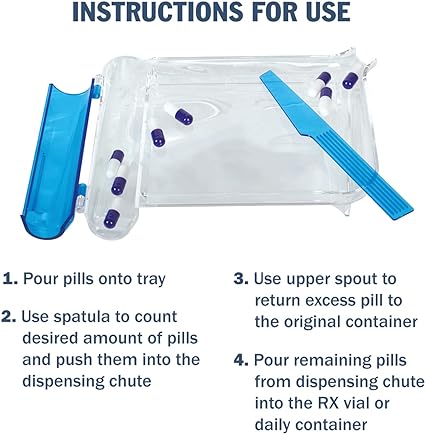 INSTRUCTIONS FOR USE
1. Pour pills onto tray
2. Use spatula to count
desired amount of pills
and push them into the
dispensing chute
3. Use upper spout to
return excess pill to
the original container
4. Pour remaining pills
from dispensing chute
into the RX vial or
daily container